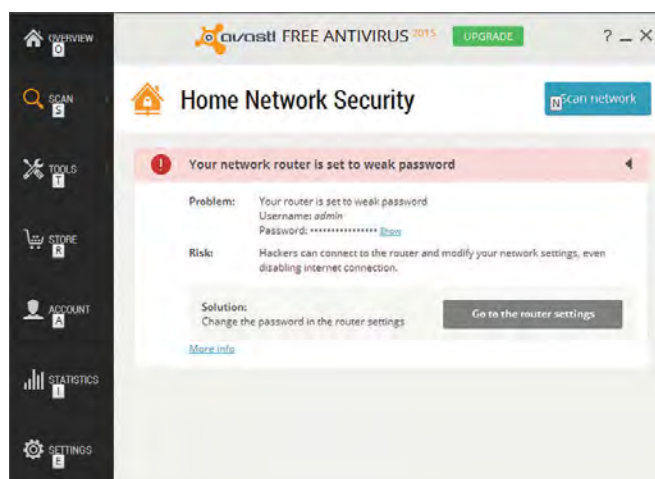 OVERVIEW
O
avast! FREE ANTIVIRUS 2015
UPGRADE
?
SCAN
S
Home Network Security
N
Scan network
TOOLS
T
Your network router is set to weak password
Problem:
Your router is set to weak password
Username: admin
Password: •••••••••••••••• Show
Risk:
Hackers can connect to the router and modify your network settings, even
disabling internet connection.
STORE
R
ACCOUNT
A
Solution:
Change the password in the router settings
Go to the router settings
More info
STATISTICS
I
SETTINGS
E